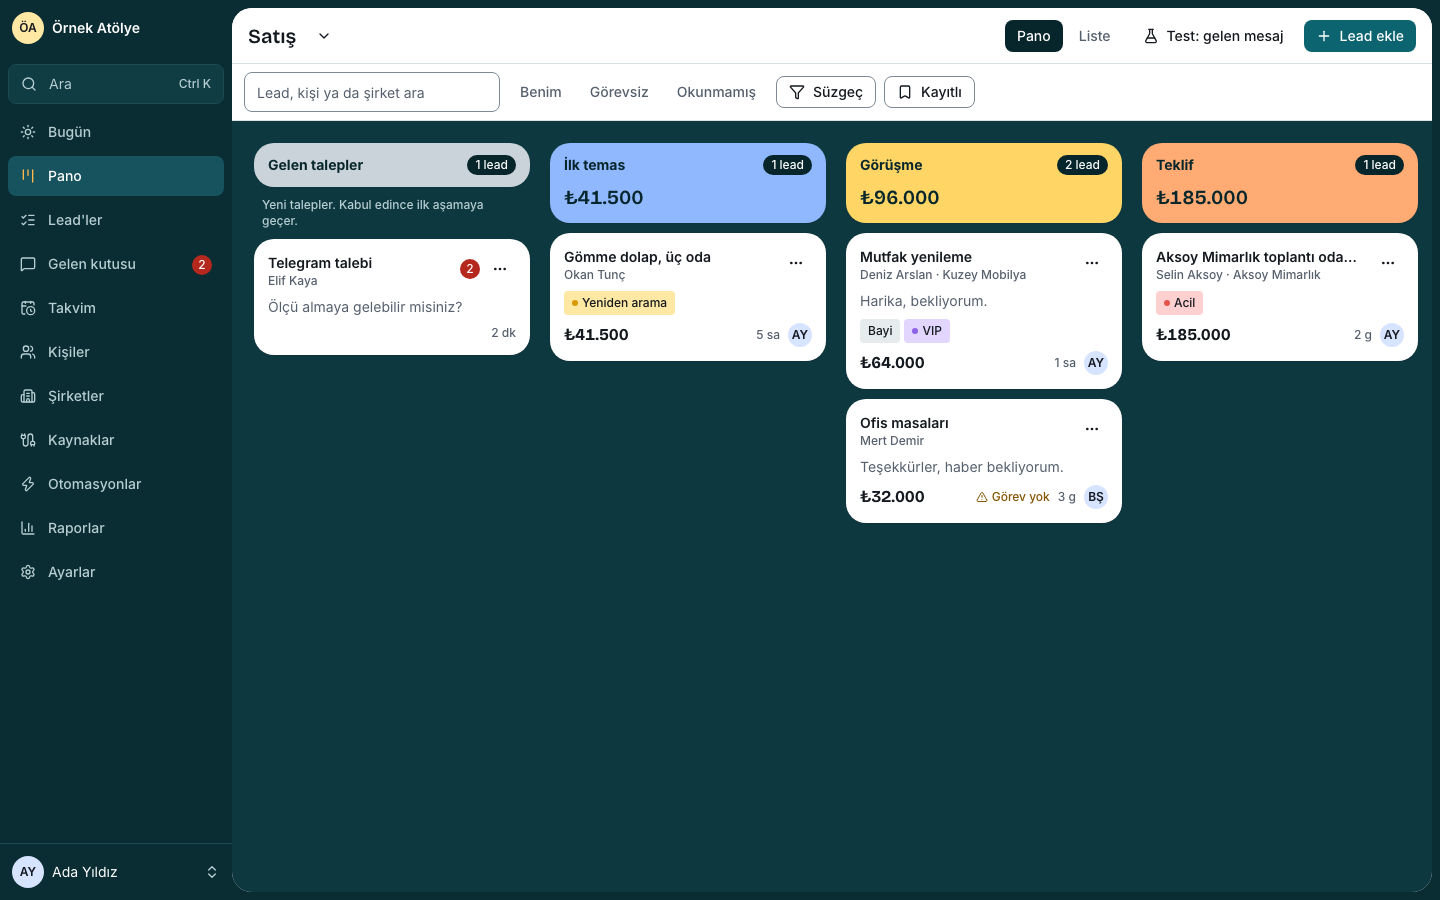 ÖA Örnek Atölye
Ara Ctrl K
Bugün
Pano
Lead'ler
Gelen kutusu 2
Takvim
Kişiler
Şirketler
Kaynaklar
Otomasyonlar
Raporlar
Ayarlar
AY Ada Yıldız
Satış
Pano Liste Test: gelen mesaj Lead ekle
Lead, kişi ya da şirket ara Benim Görevsiz Okunmamış Süzgeç Kayıtlı
Gelen talepler 1 lead
Yeni talepler. Kabul edince ilk aşamaya
geçer.
Telegram talebi 2 ...
Elif Kaya
Ölçü almaya gelebilir misiniz?
2 dk
İlk temas 1 lead
₺41.500
Gömme dolap, üç oda ...
Okan Tunç
Yeniden arama
₺41.500 5 sa AY
Görüşme 2 lead
₺96.000
Mutfak yenileme ...
Deniz Arslan · Kuzey Mobilya
Harika, bekliyorum.
Bayi VIP
₺64.000 1 sa AY
Ofis masaları ...
Mert Demir
Teşekkürler, haber bekliyorum.
₺32.000 Görev yok 3 g BŞ
Teklif 1 lead
₺185.000
Aksoy Mimarlık toplantı oda... ...
Selin Aksoy · Aksoy Mimarlık
Acil
₺185.000 2 g AY